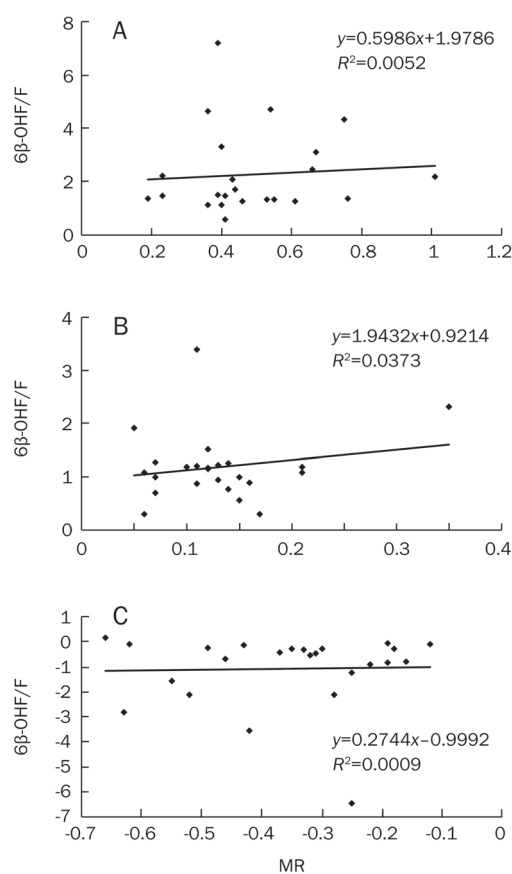 A
y=0.5986x+1.9786
R²=0.0052
6β-OHF/F
8
6
4
2
0
0 0.2 0.4 0.6 0.8 1 1.2
B
y=1.9432x+0.9214
R²=0.0373
6β-OHF/F
4
3
2
1
0
0 0.1 0.2 0.3 0.4
C
6β-OHF/F
1
0
-1
-2
-3
-4
-5
-6
-7
y=0.2744x–0.9992
R²=0.0009
-0.7 -0.6 -0.5 -0.4 -0.3 -0.2 -0.1 0
MR